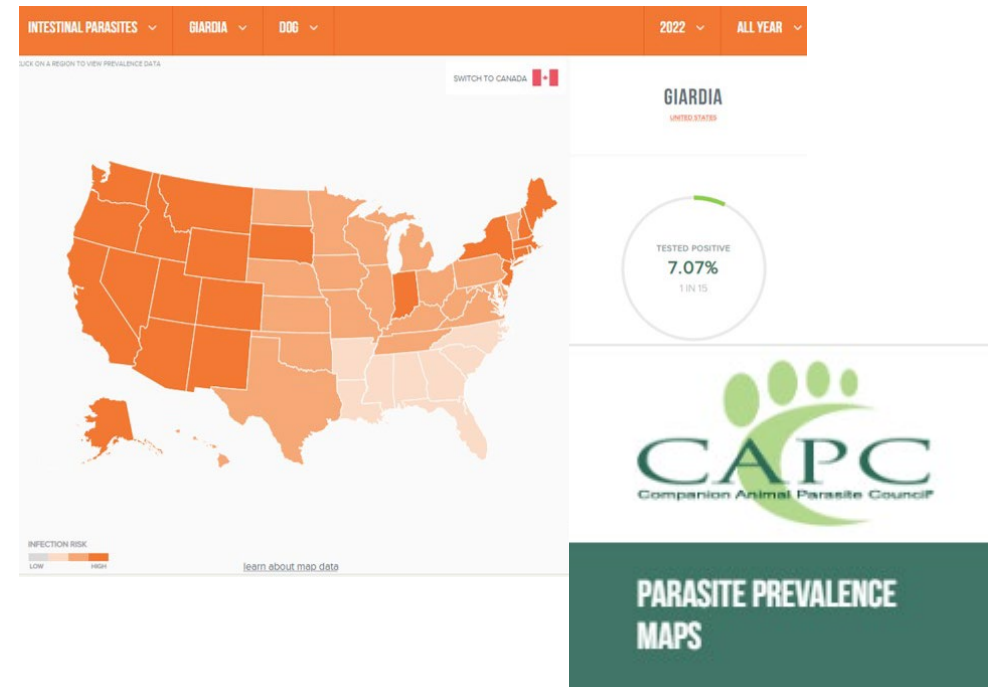 INTESTINAL PARASITES
GIARDIA
DOG
2022
ALL YEAR
CLICK ON A REGION TO VIEW PREVALENCE DATA
SWITCH TO CANADA
GIARDIA
UNITED STATES
TESTED POSITIVE
7.07%
1 IN 15
CAPC
Companion Animal Parasite Council®
INFECTION RISK
LOW
HIGH
learn about map data
PARASITE PREVALENCE
MAPS